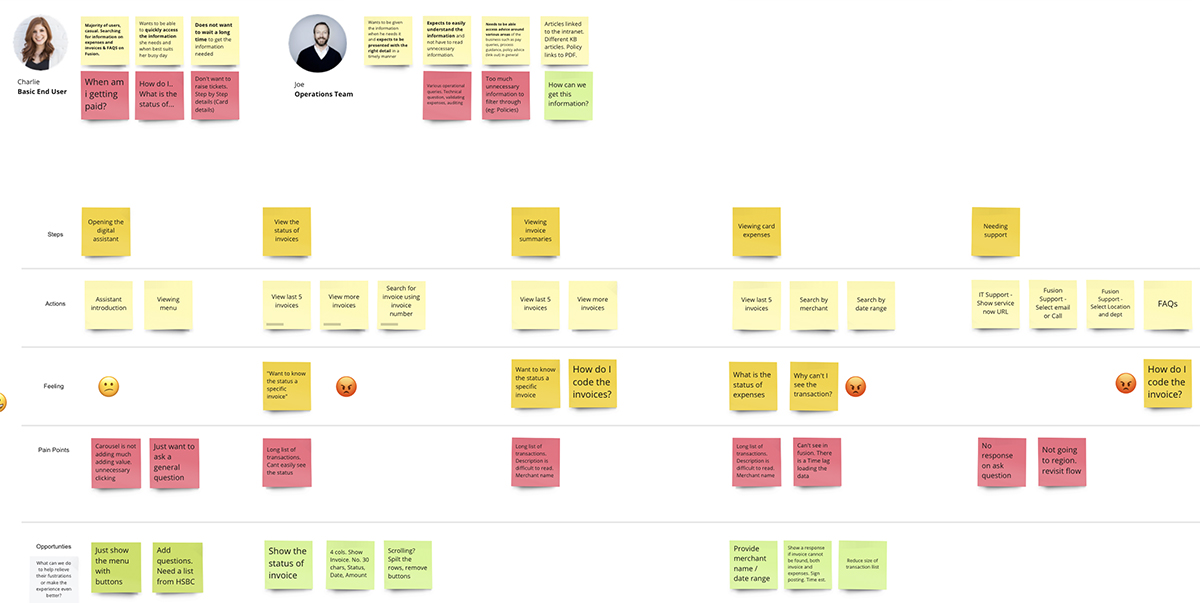 Charlie
Basic End User
Majority of users,
casual. Searching
for information on
expenses and
invoices & FAQS on
fusion.
Wants to be able
to quickly access
the information
she needs and
when best suits
her busy day
Does not want
to wait a long
time to get the
information
needed
When am
i getting
paid?
How do I..
What is the
status of...
Don't want to
raise tickets.
Step by Step
details (Card
details)
Joe
Operations Team
Wants to be given
the information
when he needs it
and expects to be
presented with the
right detail in a
timely manner
Expects to easily
understand the
information and
not have to read
unnecessary
information.
Needs to be able
access advice around
various areas of the
business such as pay
queries, process
guidance, policy advice
in general
Articles linked
to the intranet.
Different KB
articles. Policy
links to PDF.
Various operational
queries. Technical
question, validating
expenses, auditing
Too much
unnecessary
information to
filter through
(eg: Policies)
How can we
get this
information?
Steps
Opening the
digital
assistant
View the
status of
invoices
Viewing
invoice
summaries
Viewing card
expenses
Needing
support
Actions
Assistant
introduction
Viewing
menu
View last 5
invoices
View more
invoices
Search for
invoice using
invoice
number
View last 5
invoices
View more
invoices
View last 5
invoices
Search by
merchant
Search by
date range
IT Support -
Show service
now URL
Fusion
Support -
Select email
or Call
Fusion
Support -
Select Location
and dept
FAQs
Feeling
"Want to know
the status a
specific
invoice"
Want to know
the status a
specific
invoice
How do I
code the
invoices?
What is the
status of
expenses
Why can't I
see the
transaction?
How do I
code the
invoice?
Pain Points
Carousel is not
adding much
adding value.
unnecessary
clicking
Just want to
ask a
general
question
Long list of
transactions.
Cant easily see
the status
Long list of
transactions.
Description is
difficult to read.
Merchant name
Long list of
transactions.
Description is
difficult to read.
Merchant name
Can't see in
fusion. There
is a Time lag
loading the
data
No
response
on ask
question
Not going
to region.
revisit flow
Opportunties
What can we do
to help relieve
their fustrations
or make the
experience even
better?
Just show
the menu
with
buttons
Add
questions.
Need a list
from HSBC
Show the
status of
invoice
4 cols. Show
Invoice. No. 30
chars, Status,
Date, Amount
Scrolling?
Spilt the
rows, remove
buttons
Provide
merchant
name /
date range
Show a response
if invoice cannot
be found, both
invoice and
expenses. Sign
posting. Time est.
Reduce size of
transaction list